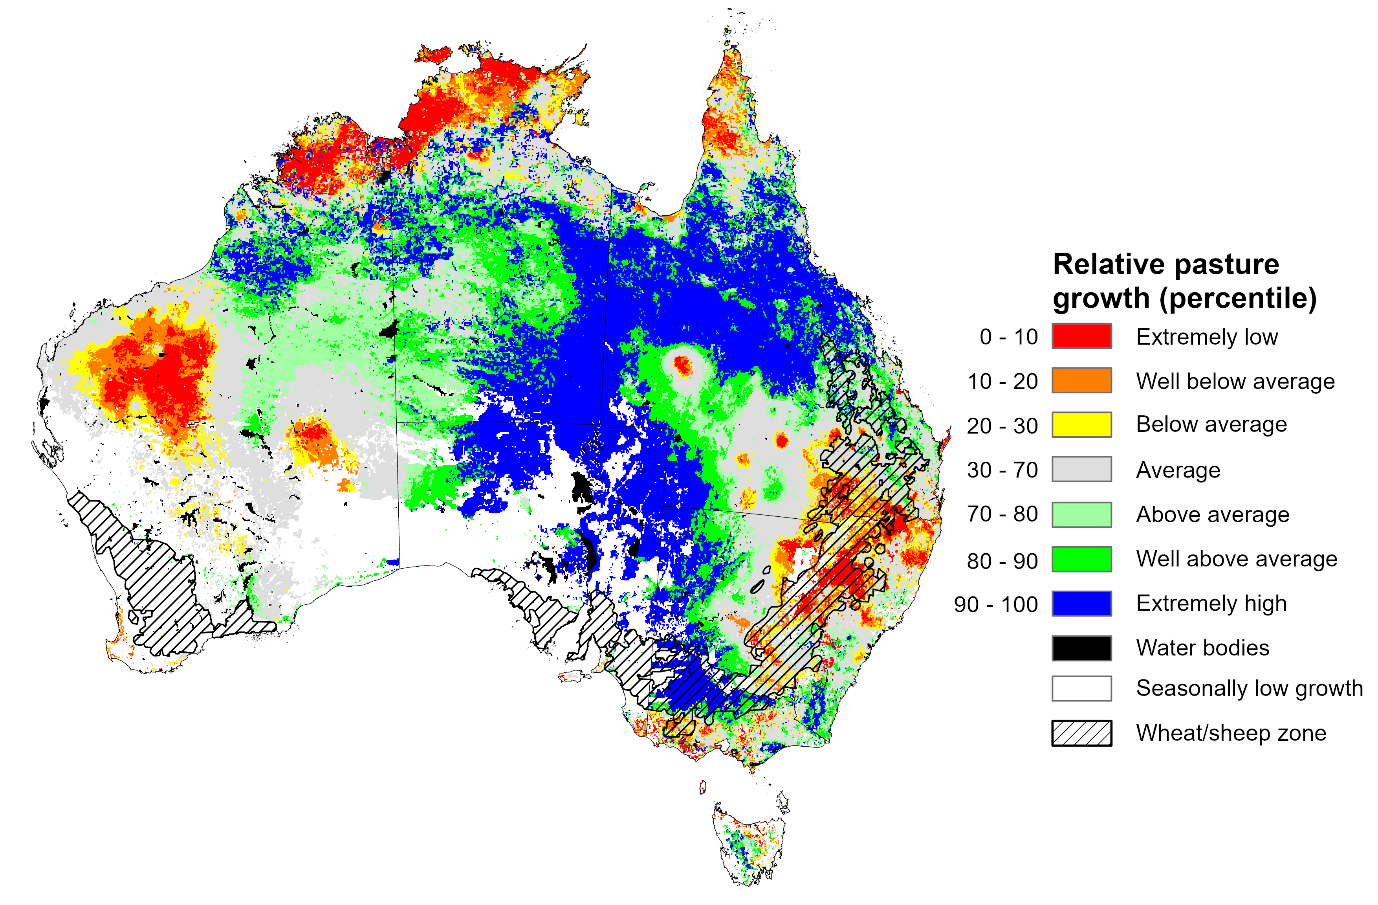 Relative pasture
growth (percentile)
0 - 10 Extremely low
10 - 20 Well below average
20 - 30 Below average
30 - 70 Average
70 - 80 Above average
80 - 90 Well above average
90 - 100 Extremely high
Water bodies
Seasonally low growth
Wheat/sheep zone